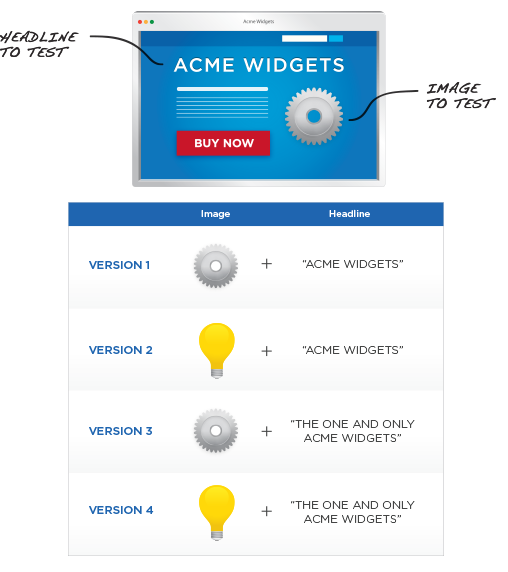 Acme Widgets
HEADLINE
TO TEST
ACME WIDGETS
IMAGE
TO TEST
BUY NOW
Image Headline
VERSION 1 + "ACME WIDGETS"
VERSION 2 + "ACME WIDGETS"
VERSION 3 + "THE ONE AND ONLY
ACME WIDGETS"
VERSION 4 + "THE ONE AND ONLY
ACME WIDGETS"